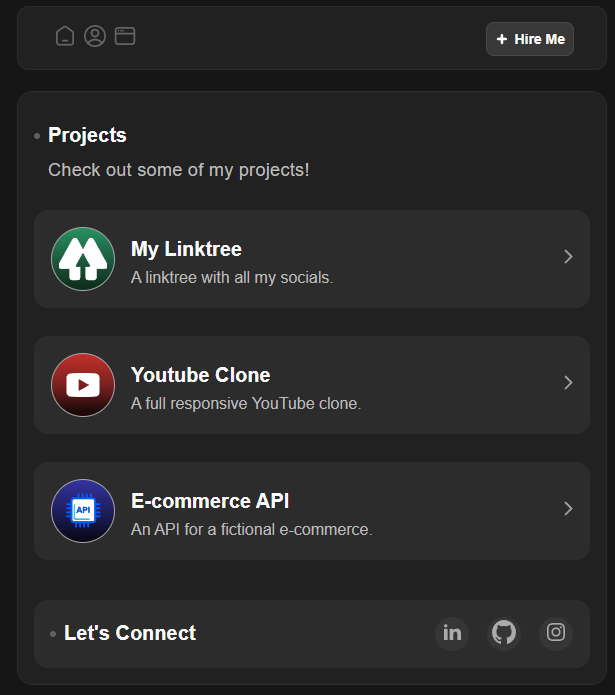 + Hire Me
Projects
Check out some of my projects!
My Linktree
A linktree with all my socials.
Youtube Clone
A full responsive YouTube clone.
API
E-commerce API
An API for a fictional e-commerce.
Let's Connect
in